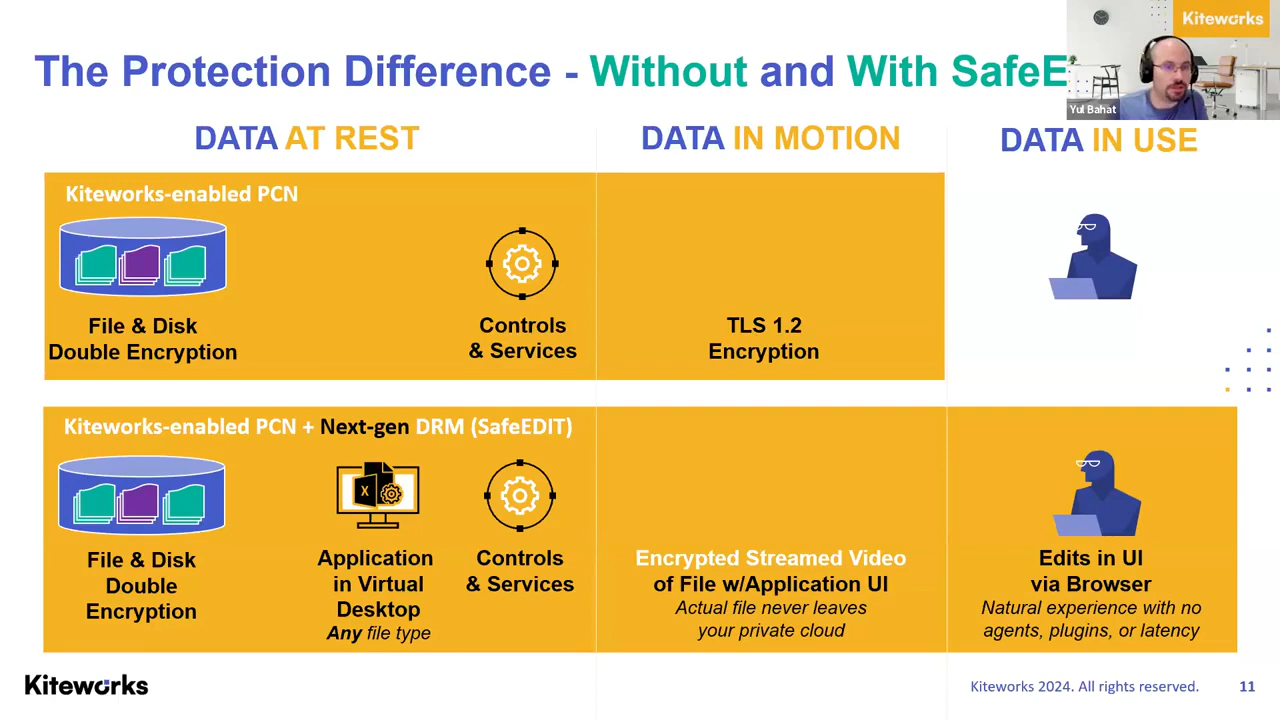 Kiteworks
Yul Bahat
The Protection Difference - Without and With SafeE
DATA AT REST
DATA IN MOTION
DATA IN USE
Kiteworks-enabled PCN
File & Disk
Double Encryption
Controls
& Services
TLS 1.2
Encryption
Kiteworks-enabled PCN + Next-gen DRM (SafeEDIT)
File & Disk
Double
Encryption
X
Application
in Virtual
Desktop
Any file type
Controls
& Services
Encrypted Streamed Video
of File w/Application UI
Actual file never leaves
your private cloud
Edits in UI
via Browser
Natural experience with no
agents, plugins, or latency
Kiteworks
Kiteworks 2024. All rights reserved.
11